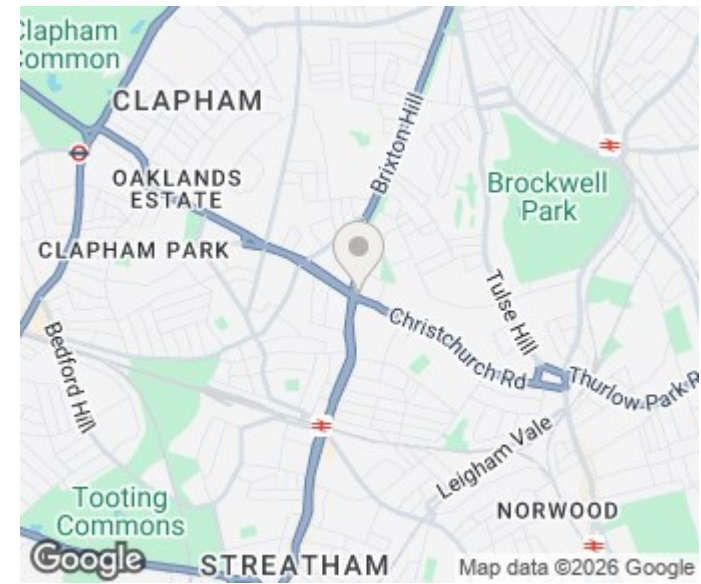 Clapham
Common
CLAPHAM
Brixton Hill
OAKLANDS
ESTATE
Brockwell
Park
CLAPHAM PARK
Tulse Hill
Christchurch Rd
Bedford Hill
Thurlow Park R
Leigham Vale
Tooting
Commons
NORWOOD
Google
STREATHAM
Map data ©2026 Google